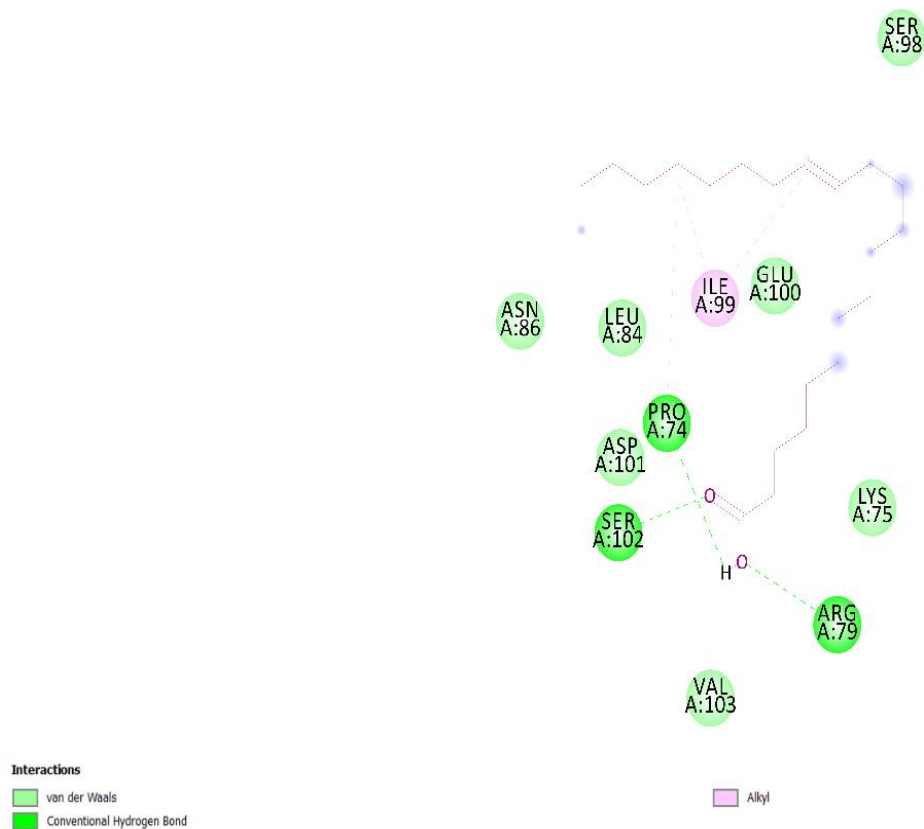 SER
A:98
ILE
A:99
GLU
A:100
ASN
A:86
LEU
A:84
PRO
A:74
ASP
A:101
O
LYS
A:75
SER
A:102
H
O
ARG
A:79
VAL
A:103
Interactions
van der Waals
Conventional Hydrogen Bond
Alkyl